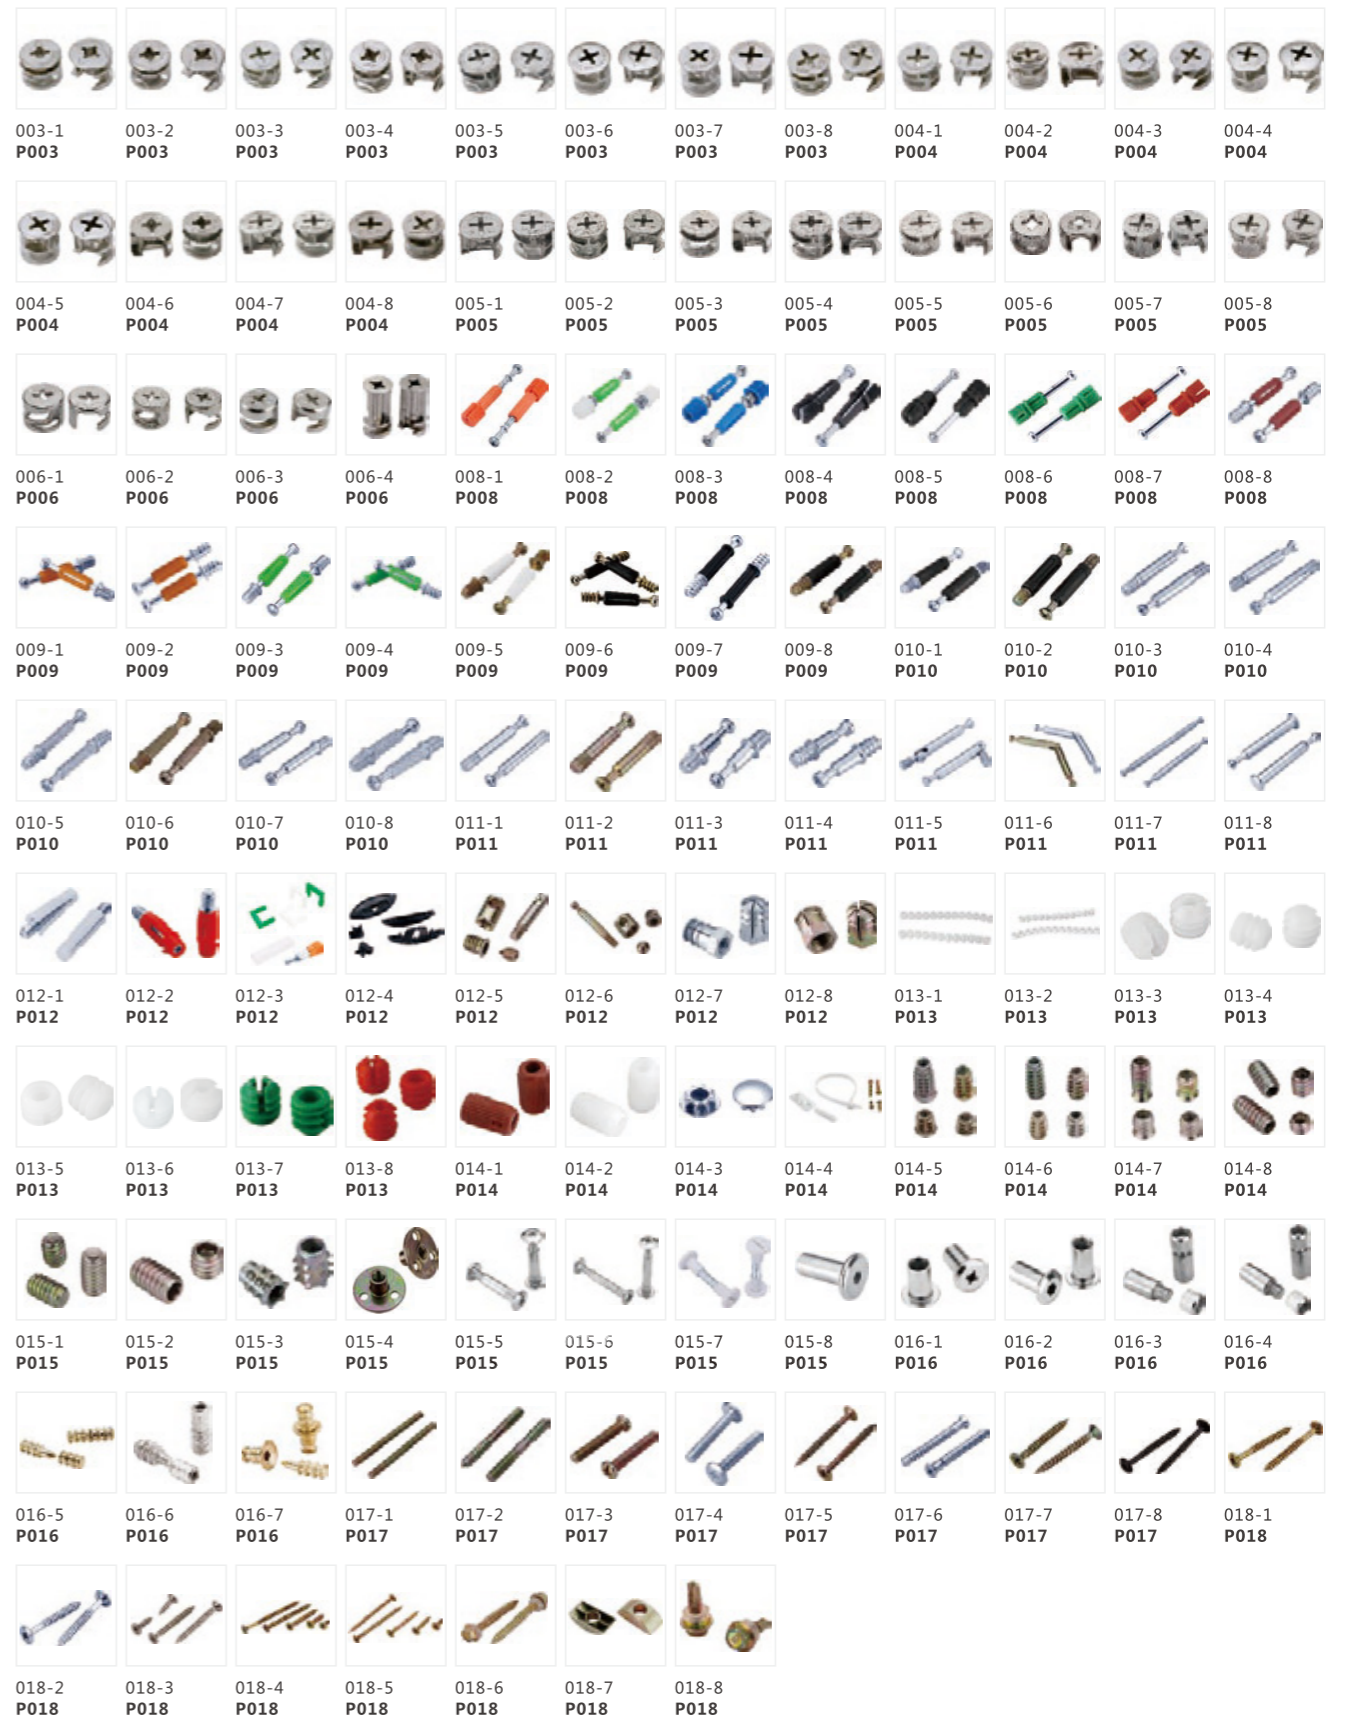 003-1 003-2 003-3 003-4 003-5 003-6 003-7 003-8 004-1 004-2 004-3 004-4
P003 P003 P003 P003 P003 P003 P003 P003 P004 P004 P004 P004
004-5 004-6 004-7 004-8 005-1 005-2 005-3 005-4 005-5 005-6 005-7 005-8
P004 P004 P004 P004 P005 P005 P005 P005 P005 P005 P005 P005
006-1 006-2 006-3 006-4 008-1 008-2 008-3 008-4 008-5 008-6 008-7 008-8
P006 P006 P006 P006 P008 P008 P008 P008 P008 P008 P008 P008
009-1 009-2 009-3 009-4 009-5 009-6 009-7 009-8 010-1 010-2 010-3 010-4
P009 P009 P009 P009 P009 P009 P009 P009 P010 P010 P010 P010
010-5 010-6 010-7 010-8 011-1 011-2 011-3 011-4 011-5 011-6 011-7 011-8
P010 P010 P010 P010 P011 P011 P011 P011 P011 P011 P011 P011
012-1 012-2 012-3 012-4 012-5 012-6 012-7 012-8 013-1 013-2 013-3 013-4
P012 P012 P012 P012 P012 P012 P012 P012 P013 P013 P013 P013
013-5 013-6 013-7 013-8 014-1 014-2 014-3 014-4 014-5 014-6 014-7 014-8
P013 P013 P013 P013 P014 P014 P014 P014 P014 P014 P014 P014
015-1 015-2 015-3 015-4 015-5 015-6 015-7 015-8 016-1 016-2 016-3 016-4
P015 P015 P015 P015 P015 P015 P015 P015 P016 P016 P016 P016
016-5 016-6 016-7 017-1 017-2 017-3 017-4 017-5 017-6 017-7 017-8 018-1
P016 P016 P016 P017 P017 P017 P017 P017 P017 P017 P017 P018
018-2 018-3 018-4 018-5 018-6 018-7 018-8
P018 P018 P018 P018 P018 P018 P018